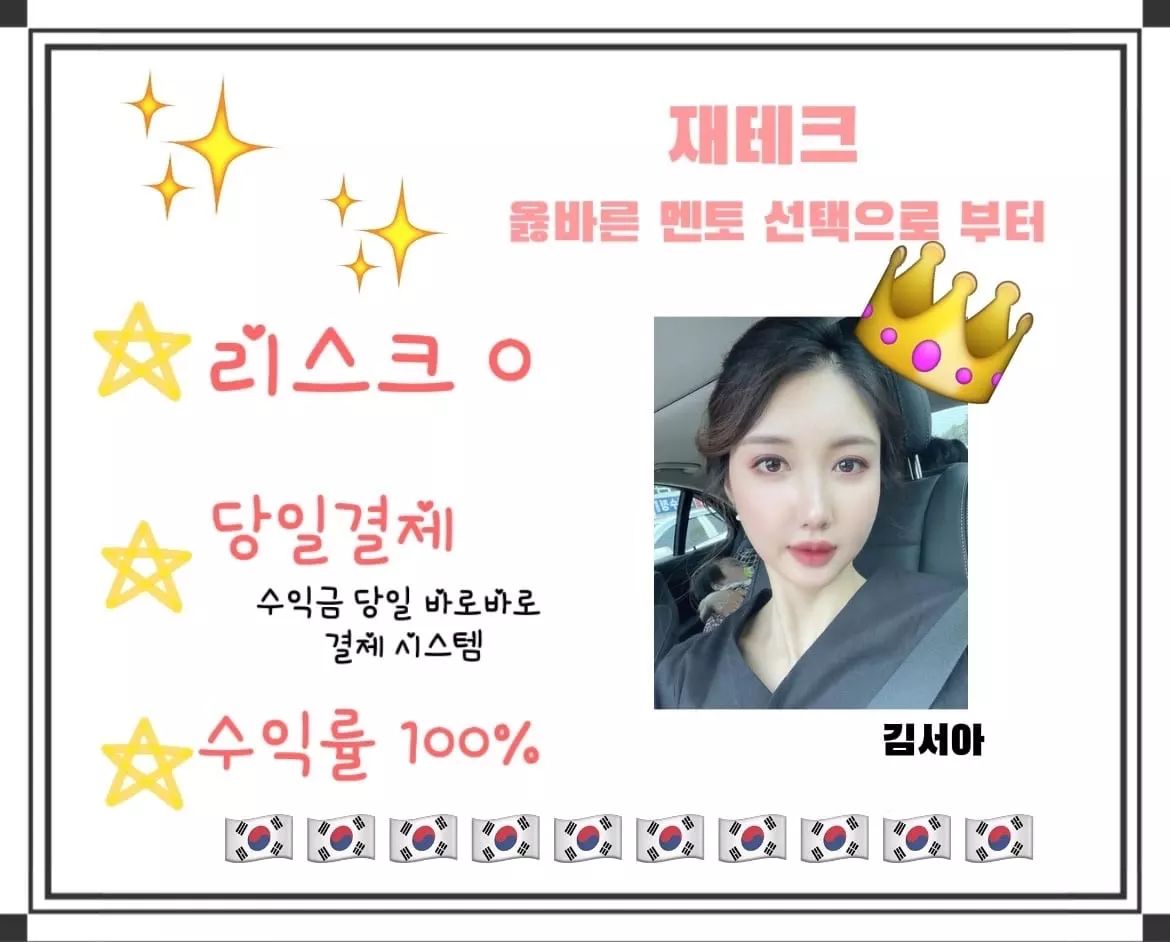 재테크
옳바른 멘토 선택으로 부터
리스크 0
당일결제
수익금 당일 바로바로
결제 시스템
수익률 100%
김서아